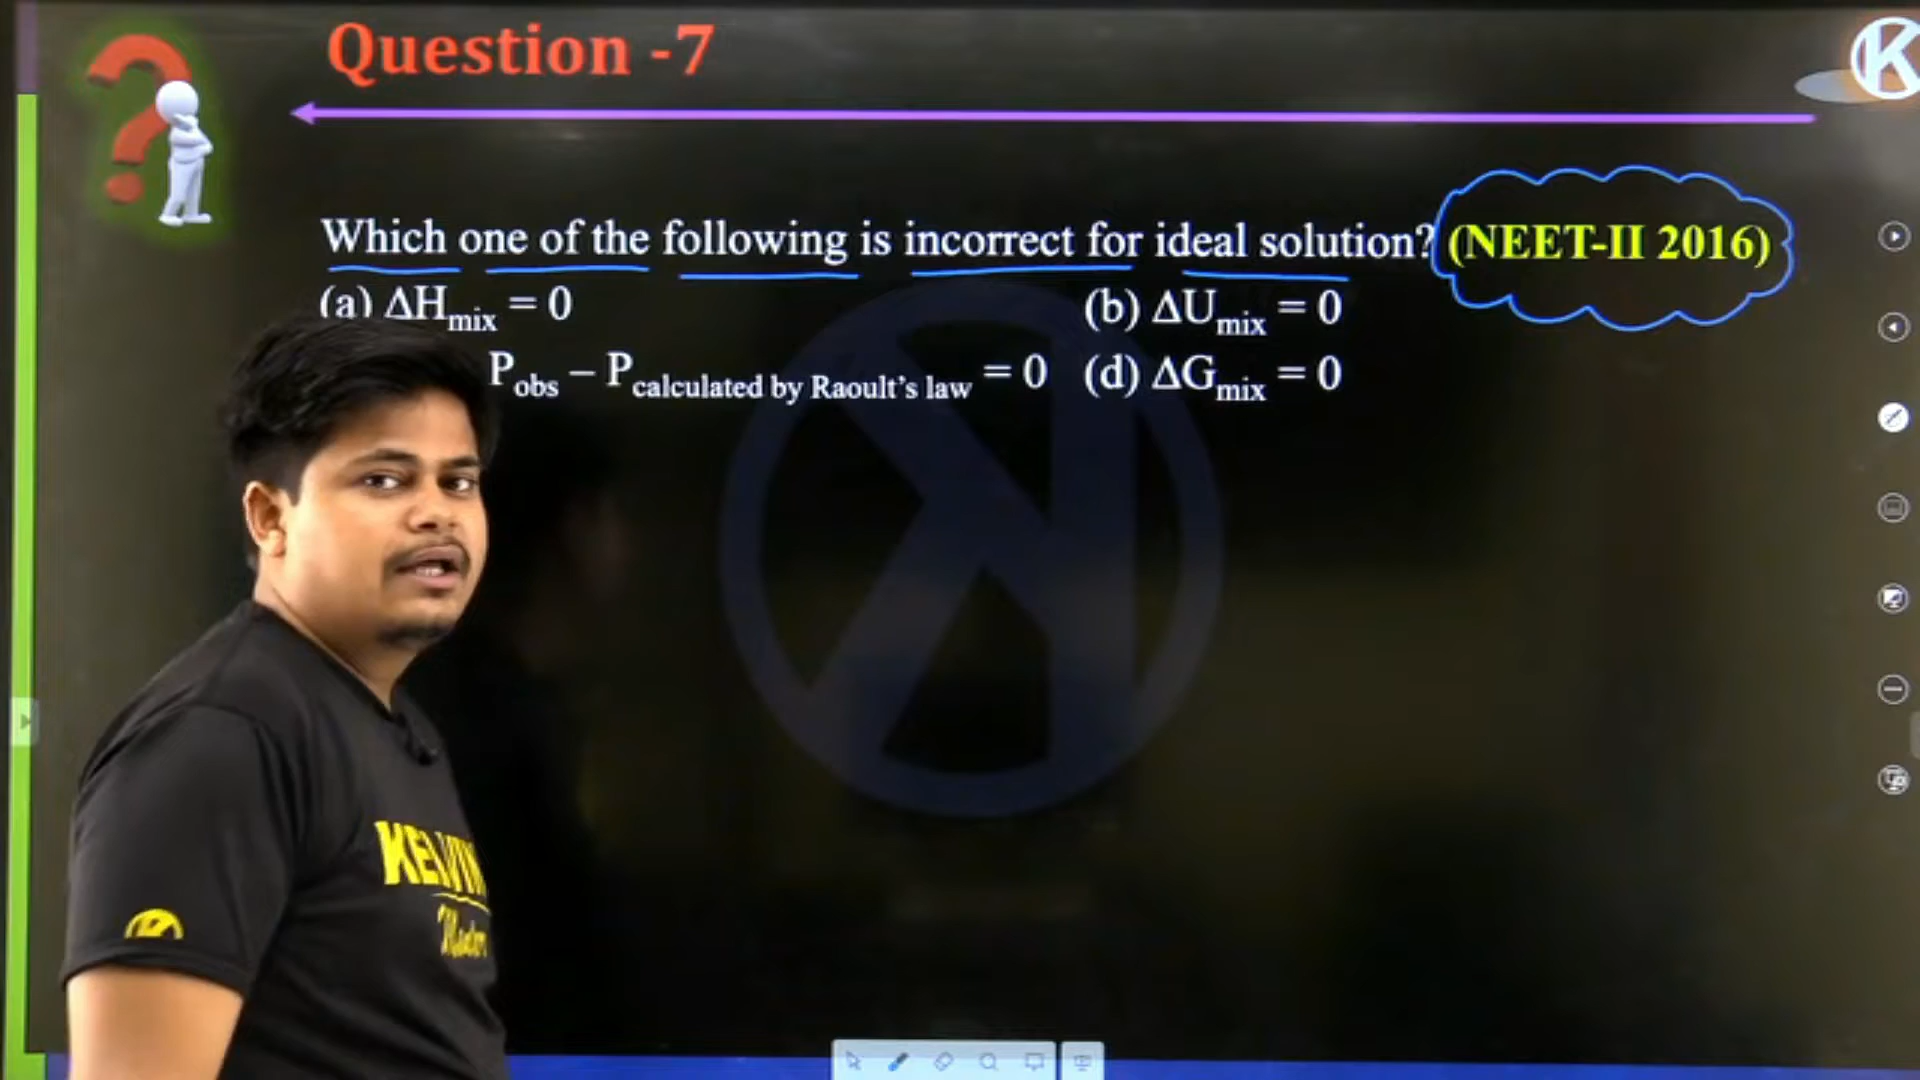 Question -7
Which one of the following is incorrect for ideal solution? (NEET-II 2016)
(a) ΔHmix = 0 (b) ΔUmix = 0
Pobs – Pcalculated by Raoult's law = 0 (d) ΔGmix = 0
KELVIN